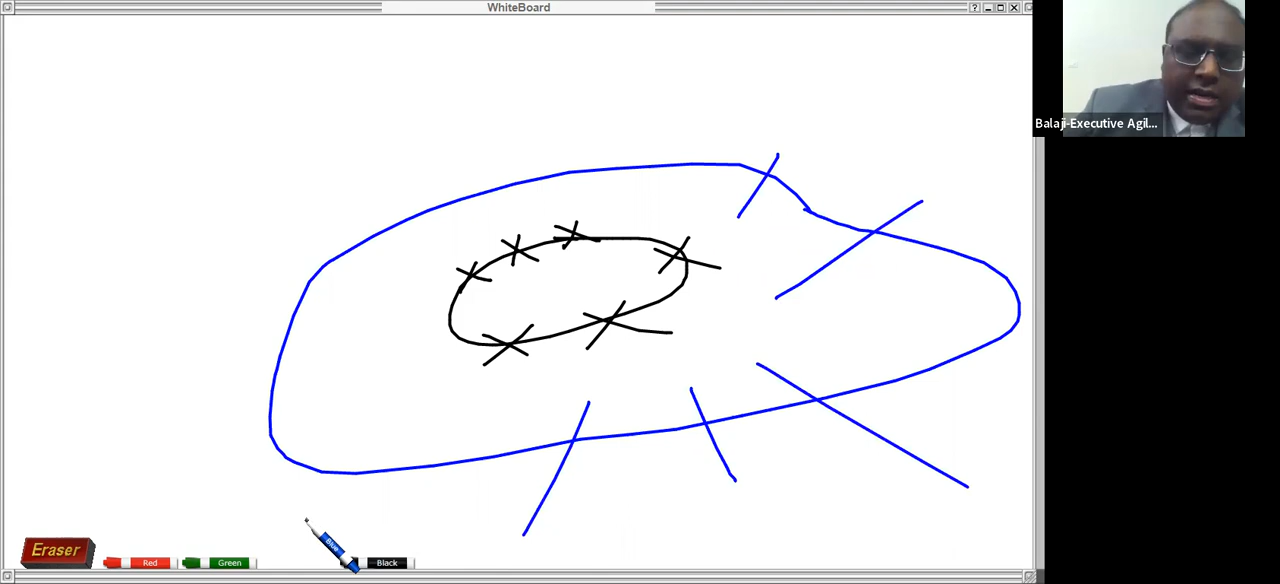 WhiteBoard
?
Balaji-Executive Agil...
Eraser
Red
Green
Blue
Black